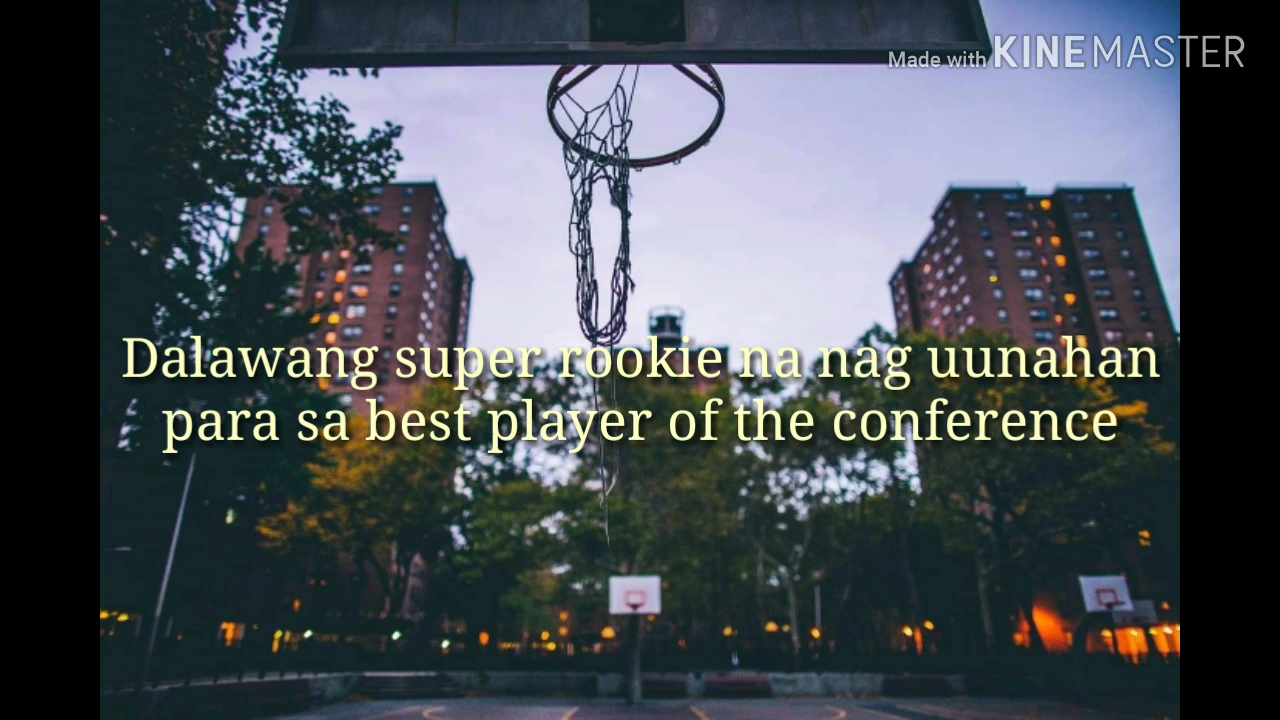 Made with KINEMASTER
Dalawang super rookie na nag uunahan
para sa best player of the conference